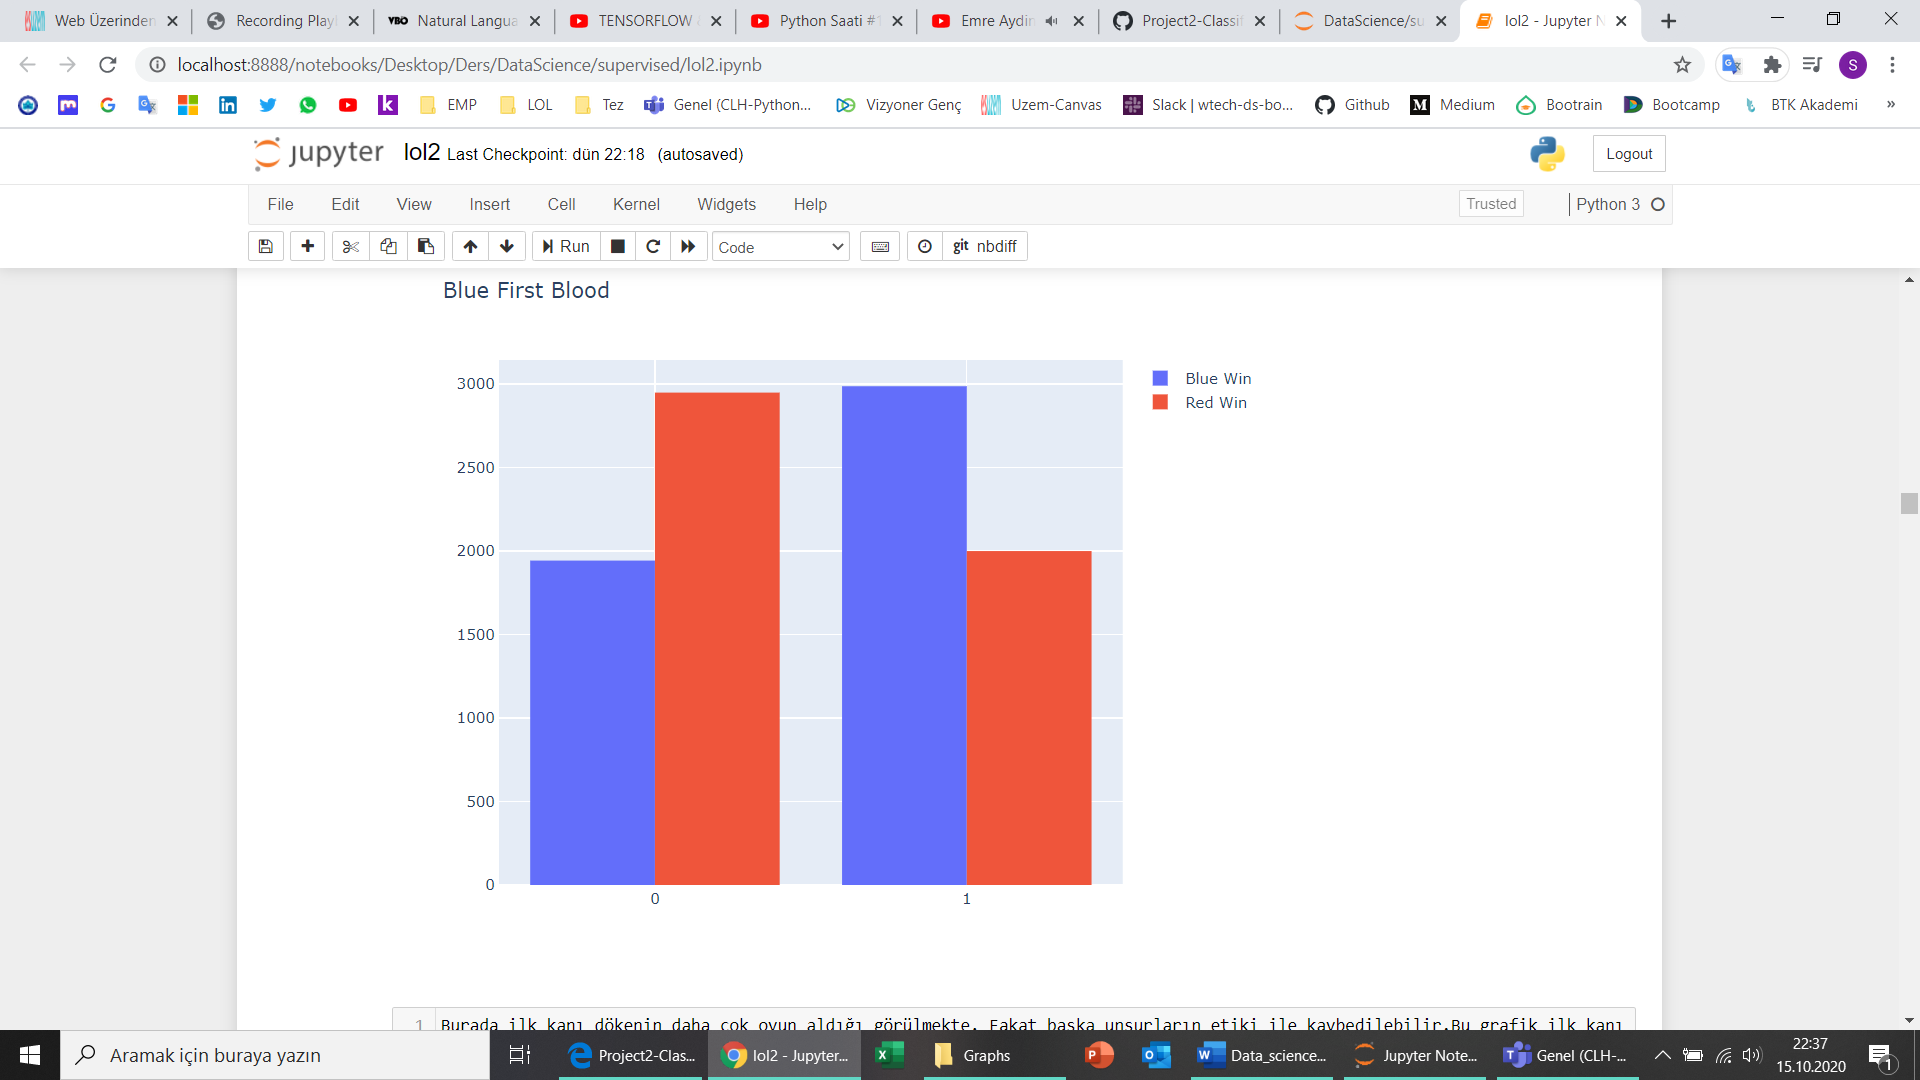 Web Üzerinden
Recording Playl
VBO Natural Langua
TENSORFLOW
Python Saati #1
Emre Aydin
Project2-Classif
DataScience/su
lol2 - Jupyter N
localhost:8888/notebooks/Desktop/Ders/DataScience/supervised/lol2.ipynb
S
EMP
LOL
Tez
Genel (CLH-Python...
Vizyoner Genç
Uzem-Canvas
Slack | wtech-ds-bo...
Github
Medium
Bootrain
Bootcamp
BTK Akademi
»
jupyter lol2 Last Checkpoint: dün 22:18 (autosaved)
Logout
File Edit View Insert Cell Kernel Widgets Help
Trusted
Python 3
Run
Code
git nbdiff
Blue First Blood
Blue Win
Red Win
3000
2500
2000
1500
1000
500
0
0 1
1 Burada ilk kanı dökenin daha çok oyun aldığı görülmekte. Fakat başka unsurların etiki ile kaybedilebilir.Bu grafik ilk kanı
Aramak için buraya yazın
Project2-Clas...
lol2 - Jupyter...
Graphs
Data_science...
Jupyter Note...
Genel (CLH-...
22:37
15.10.2020
1